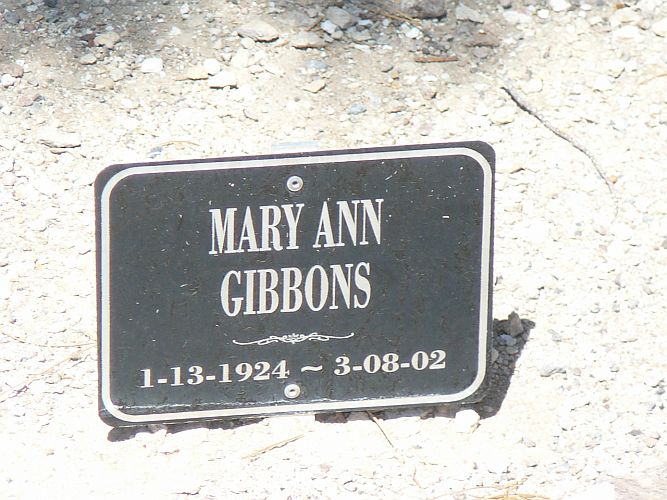 MARY ANN
GIBBONS
1-13-1924 ~ 3-08-02